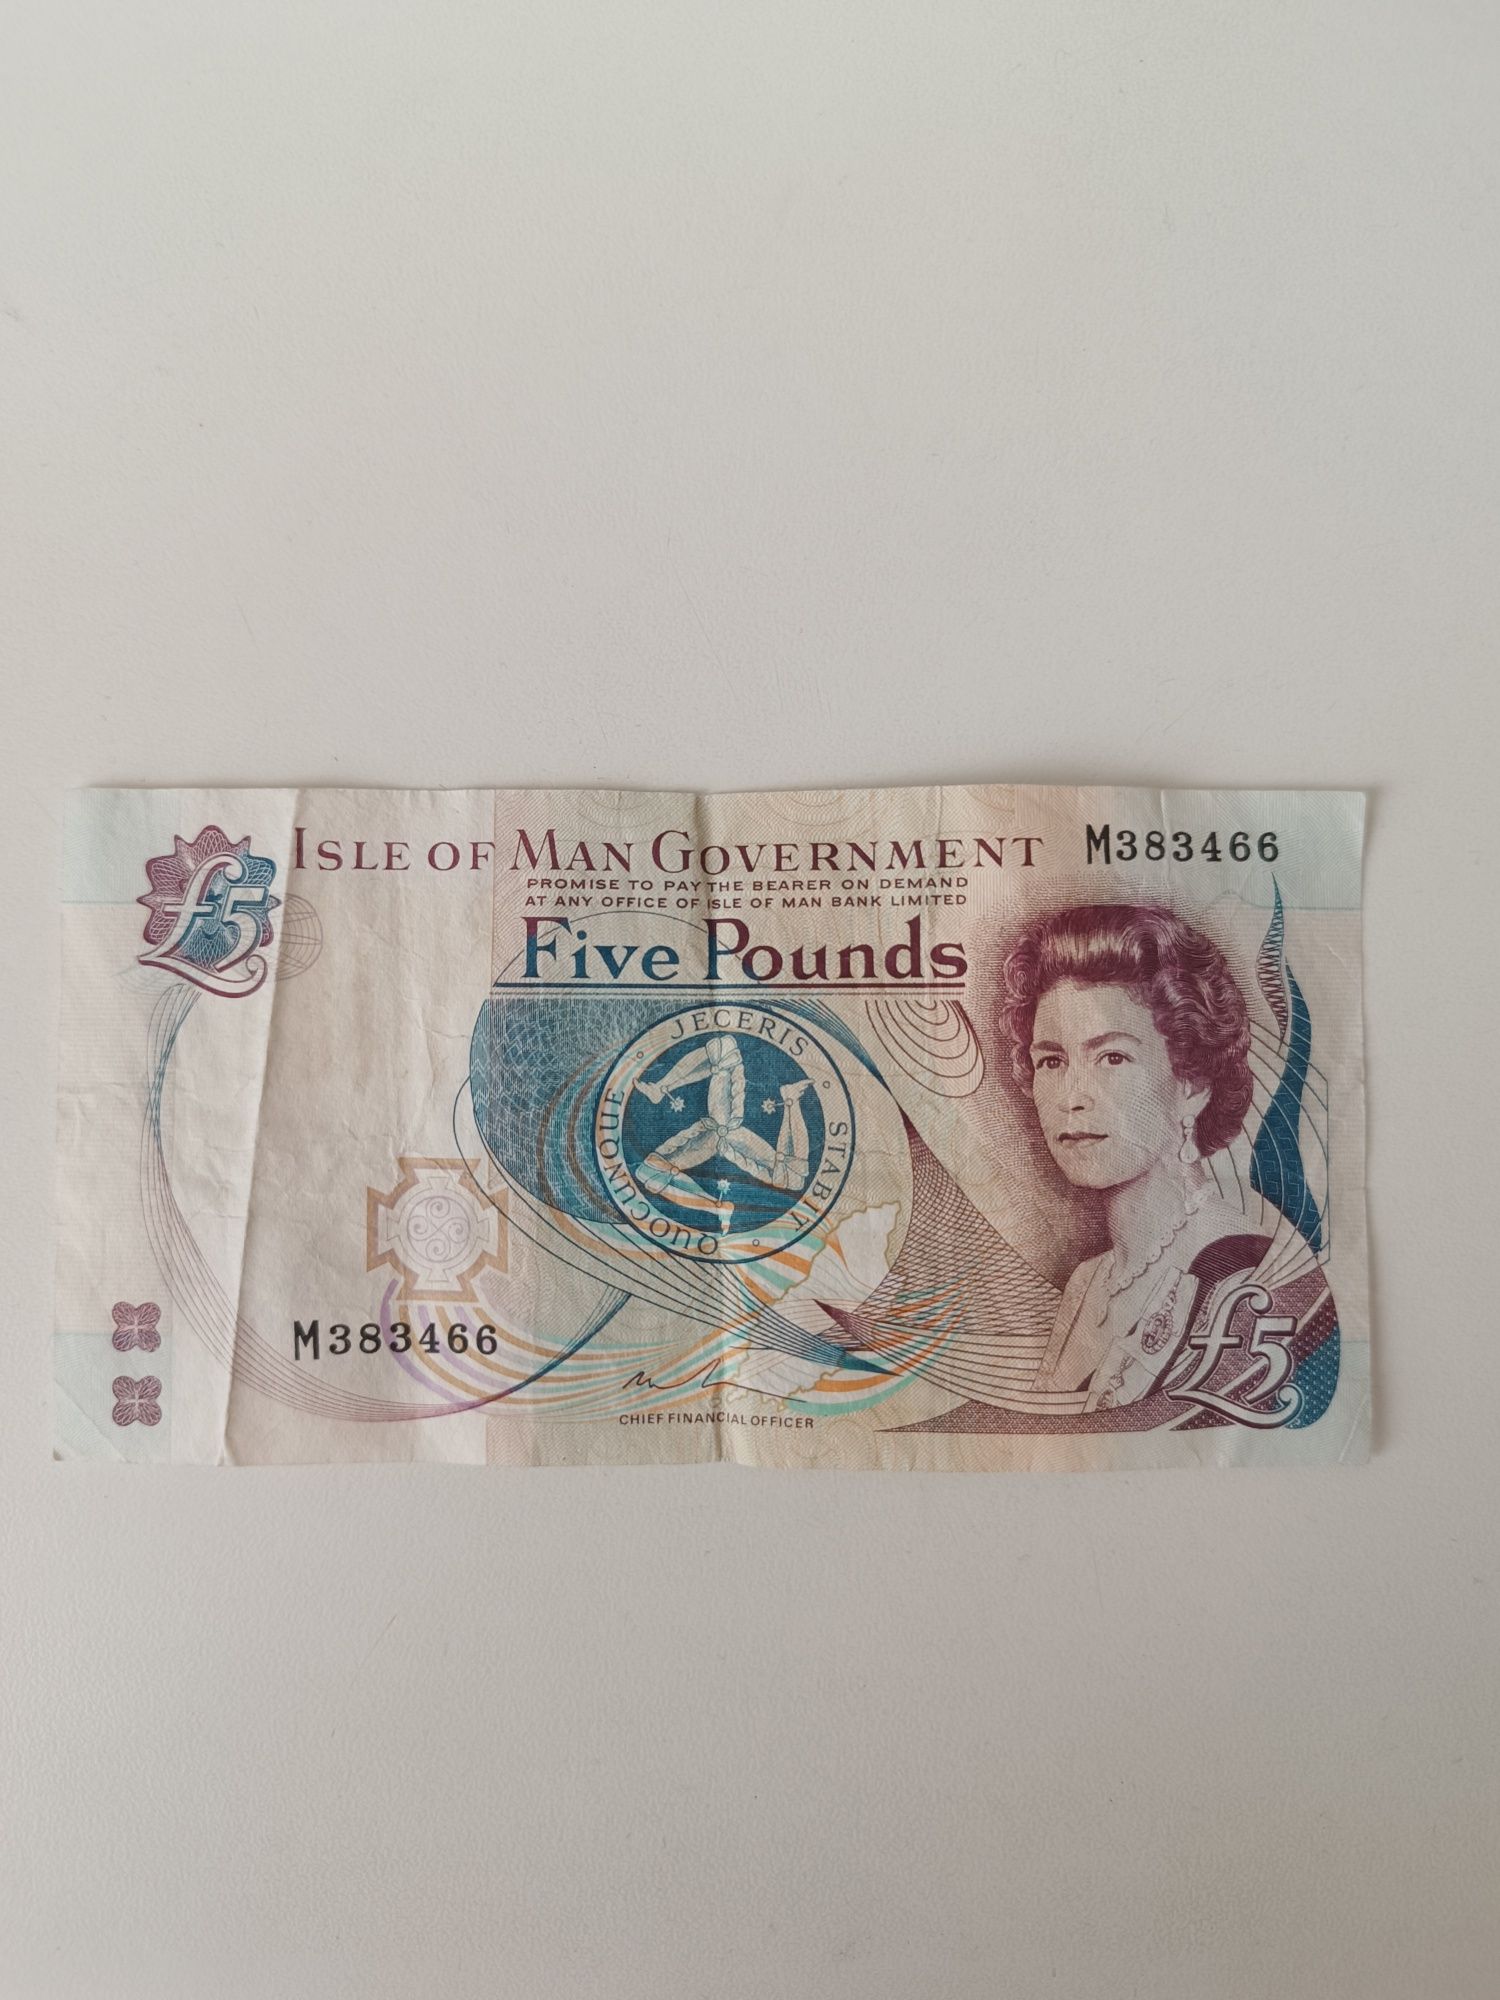 £5
ISLE OF MAN GOVERNMENT
M383466
PROMISE TO PAY THE BEARER ON DEMAND
AT ANY OFFICE OF ISLE OF MAN BANK LIMITED
Five Pounds
QUOCUNQUE ° JECERIS ° STABIT °
M383466
CHIEF FINANCIAL OFFICER
£5